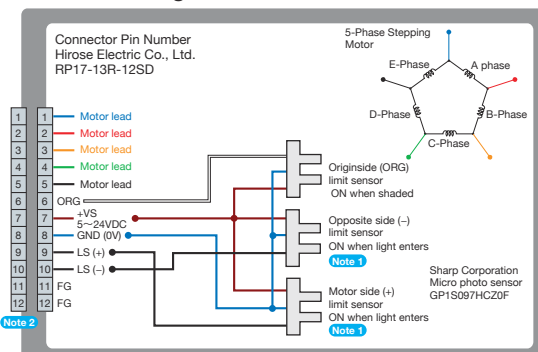 Connector Pin Number
Hirose Electric Co., Ltd.
RP17-13R-12SD
5-Phase Stepping
Motor
E-Phase
A phase
D-Phase
B-Phase
C-Phase
1 1 Motor lead
2 2 Motor lead
3 3 Motor lead
4 4 Motor lead
5 5 Motor lead
6 6 ORG
7 7 +VS
5~24VDC
8 8 GND (0V)
9 9 LS (+)
10 10 LS (−)
11 11 FG
12 12 FG
Note 2
Originside (ORG)
limit sensor
ON when shaded
Opposite side (−)
limit sensor
ON when light enters
Note 1
Motor side (+)
limit sensor
ON when light enters
Note 1
Sharp Corporation
Micro photo sensor
GP1S097HCZ0F